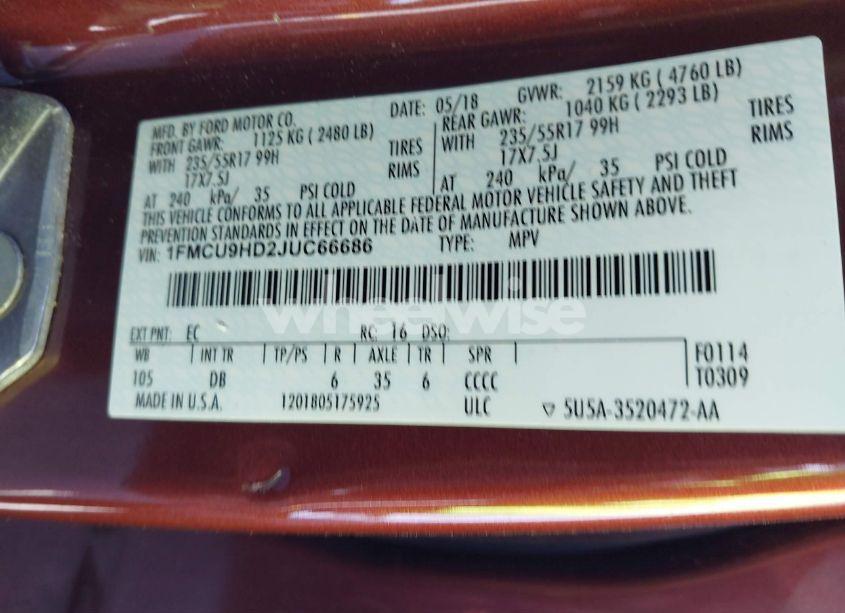 MFD. BY FORD MOTOR CO. DATE: 05/18 GVWR: 2159 KG ( 4760 LB)
FRONT GAWR: 1125 KG ( 2480 LB) REAR GAWR: 1040 KG ( 2293 LB)
WITH 235/55R17 99H TIRES WITH 235/55R17 99H TIRES
17X7.5J RIMS 17X7.5J RIMS
AT 240 kPa/ 35 PSI COLD AT 240 kPa/ 35 PSI COLD
THIS VEHICLE CONFORMS TO ALL APPLICABLE FEDERAL MOTOR VEHICLE SAFETY AND THEFT
PREVENTION STANDARDS IN EFFECT ON THE DATE OF MANUFACTURE SHOWN ABOVE.
VIN: 1FMCU9HD2JUC66686 TYPE: MPV
wheelwise
EXT PNT: EC RC: 16 DSO:
WB INT TR TP/PS R AXLE TR SPR F0114
105 DB 6 35 6 CCCC T0309
MADE IN U.S.A. 1201805175925 ULC 5U5A-3520472-AA